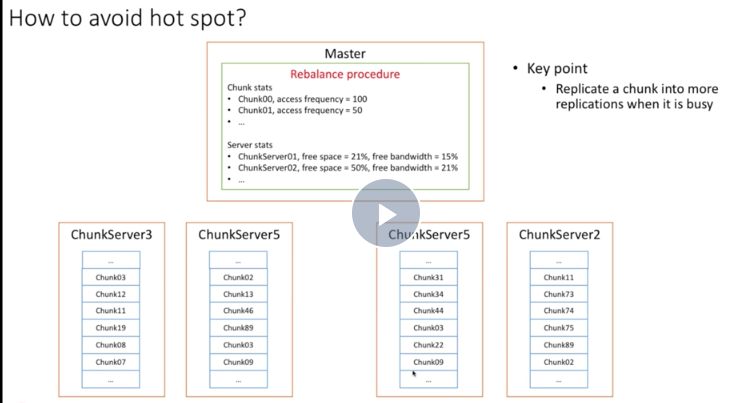 How to avoid hot spot?
Master
Rebalance procedure
Chunk stats
• Chunk00, access frequency = 100
• Chunk01, access frequency = 50
• ...
Server stats
• ChunkServer01, free space = 21%, free bandwidth = 15%
• ChunkServer02, free space = 50%, free bandwidth = 21%
• ...
• Key point
• Replicate a chunk into more
replications when it is busy
ChunkServer3
...
Chunk03
Chunk12
Chunk11
Chunk19
Chunk08
Chunk07
...
ChunkServer5
...
Chunk02
Chunk13
Chunk46
Chunk89
Chunk03
Chunk09
...
ChunkServer5
...
Chunk31
Chunk34
Chunk44
Chunk03
Chunk22
Chunk09
...
ChunkServer2
...
Chunk11
Chunk73
Chunk74
Chunk75
Chunk89
Chunk02
...